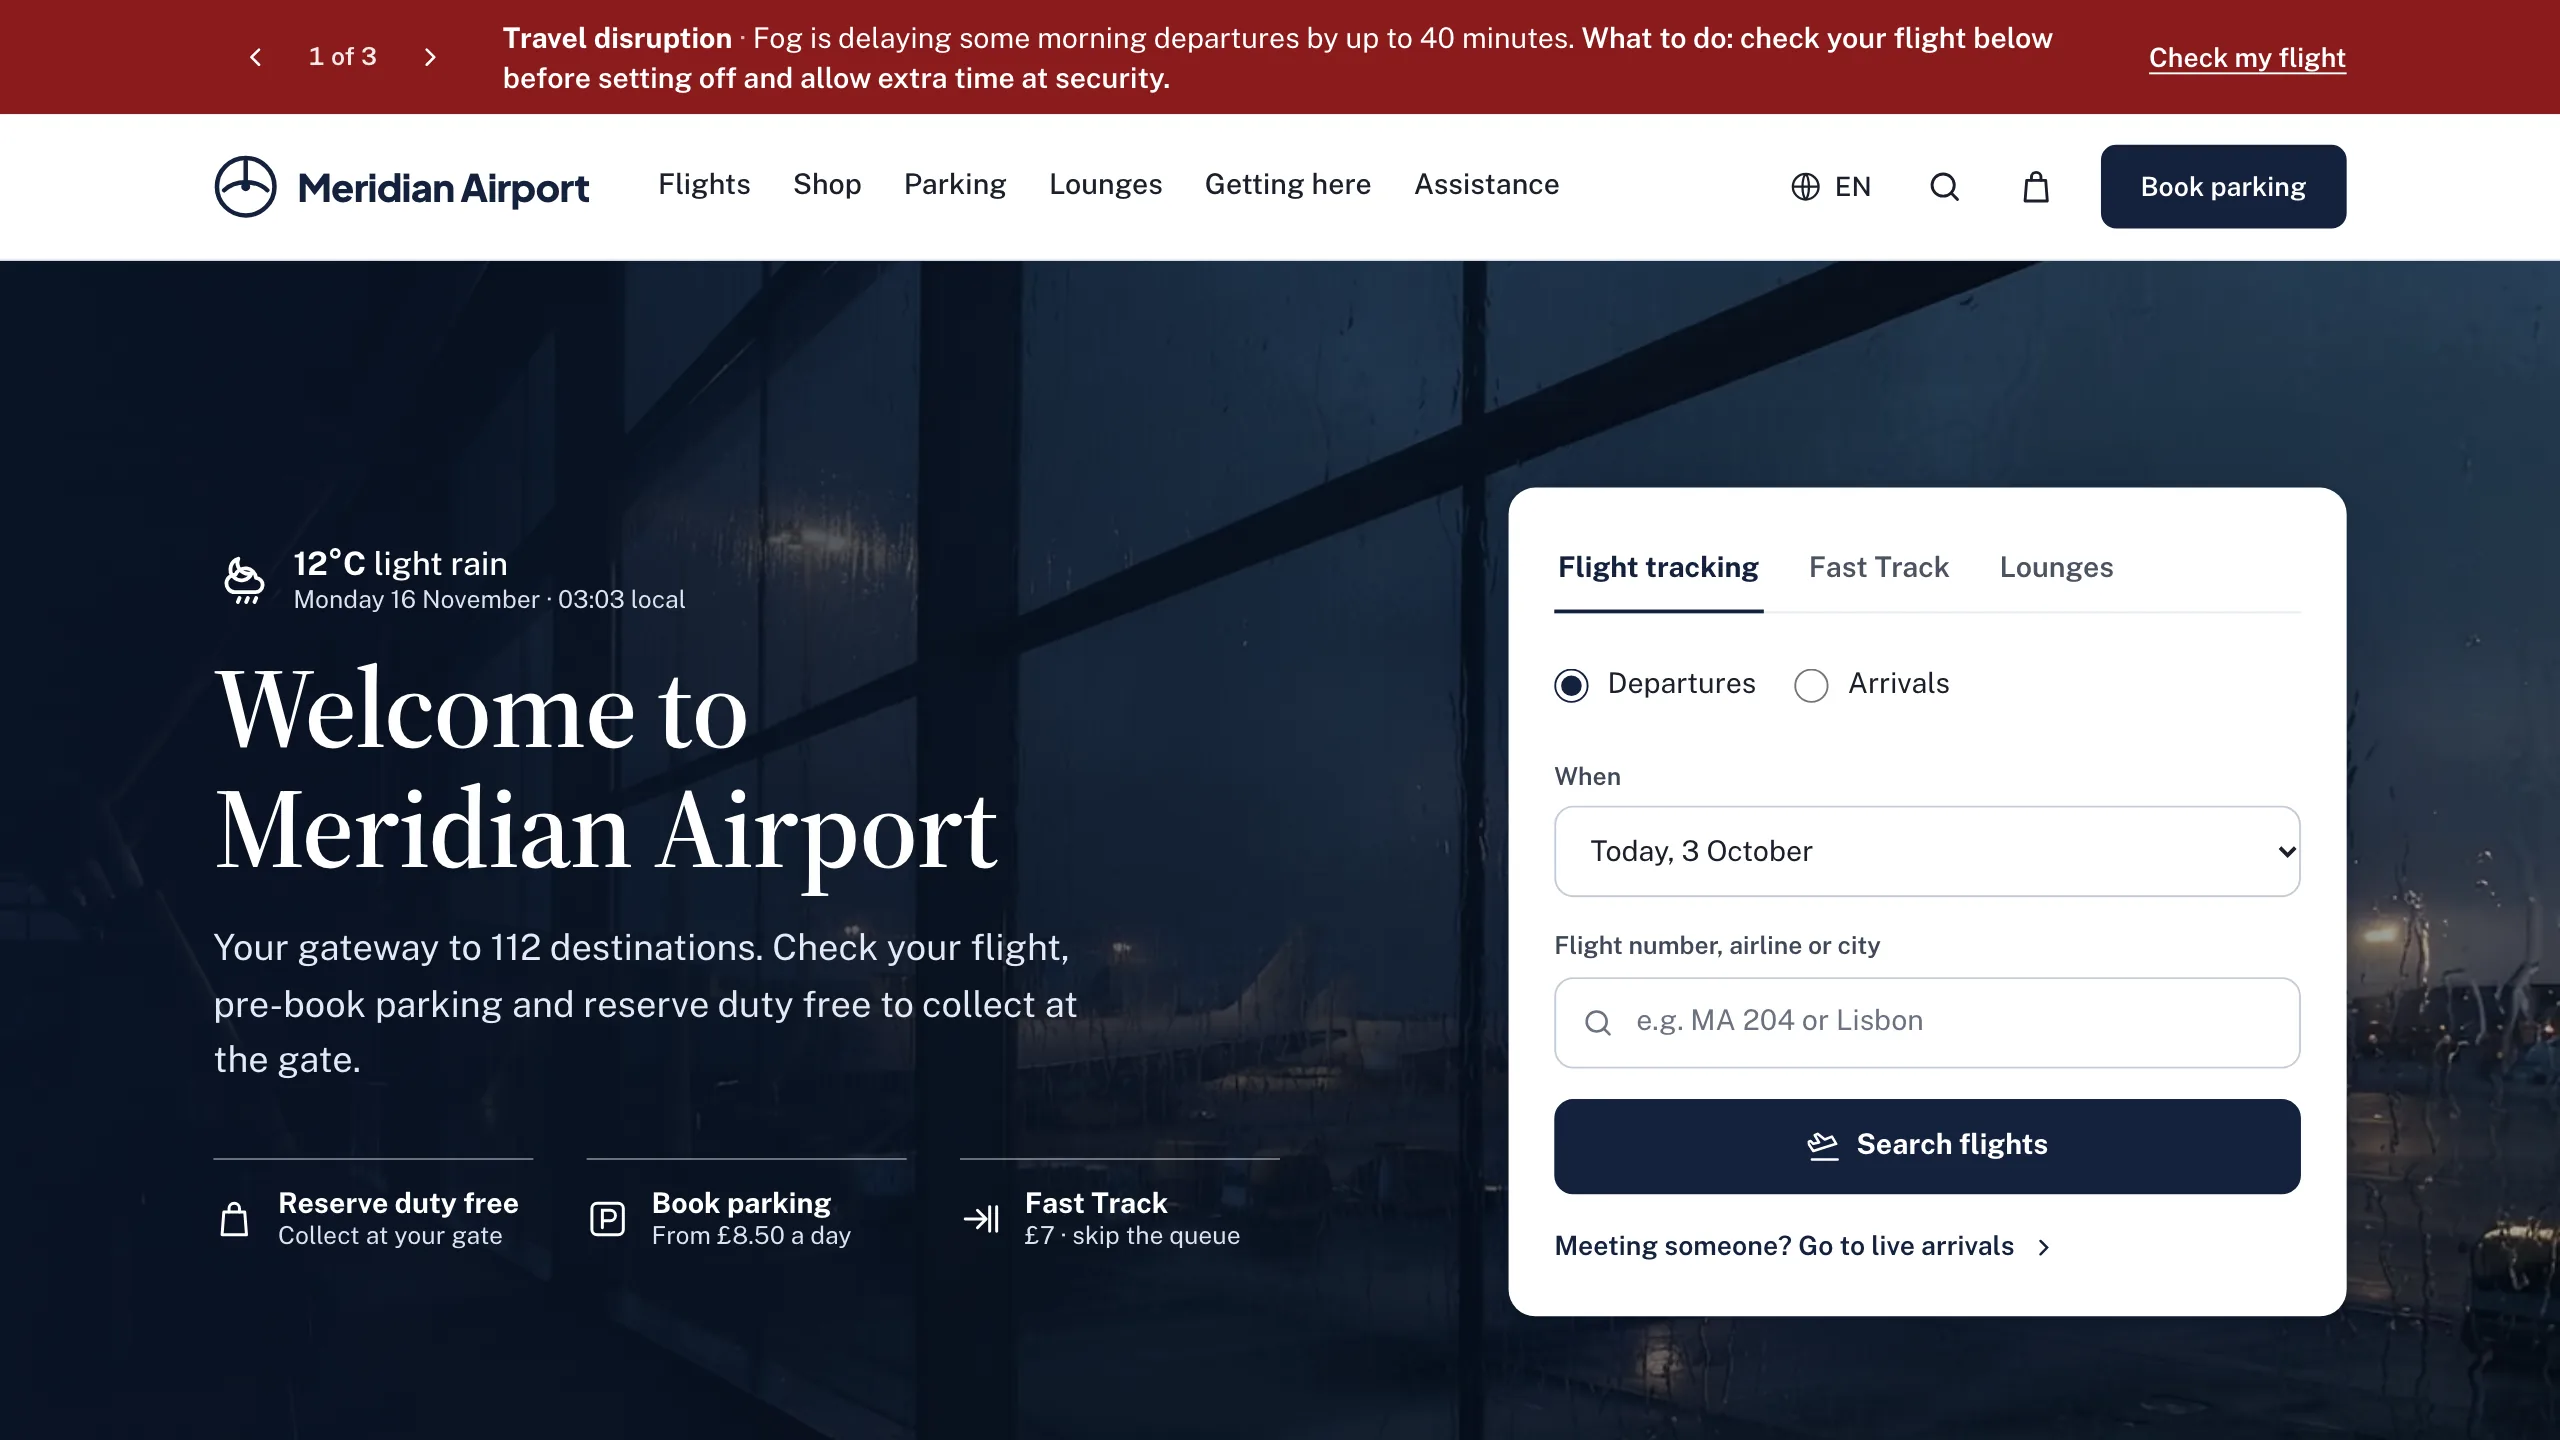 1 of 3
Travel disruption · Fog is delaying some morning departures by up to 40 minutes. What to do: check your flight below
before setting off and allow extra time at security.
Check my flight
Meridian Airport
Flights
Shop
Parking
Lounges
Getting here
Assistance
EN
Book parking
12°C light rain
Monday 16 November · 03:03 local
Welcome to
Meridian Airport
Your gateway to 112 destinations. Check your flight,
pre-book parking and reserve duty free to collect at
the gate.
Reserve duty free
Collect at your gate
P
Book parking
From £8.50 a day
Fast Track
£7 · skip the queue
Flight tracking
Fast Track
Lounges
Departures
Arrivals
When
Today, 3 October
Flight number, airline or city
e.g. MA 204 or Lisbon
Search flights
Meeting someone? Go to live arrivals